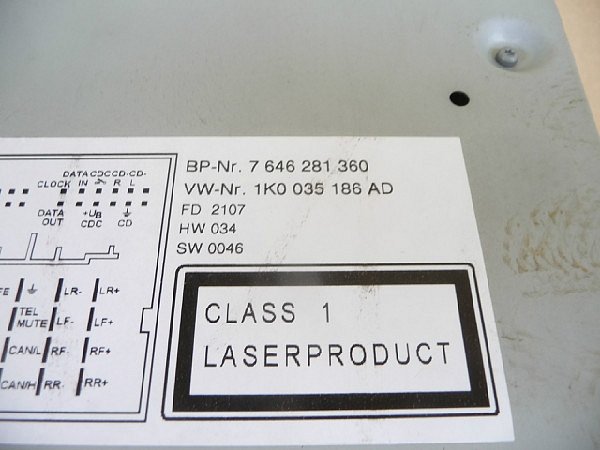 DATA CDC CD- CD-
CLOCK IN R L
DATA +UB
OUT CDC CD
LR- LR+
TEL
MUTE LF- LF+
CAN/L RF- RF+
CAN/H RR- RR+
BP-Nr. 7 646 281 360
VW-Nr. 1K0 035 186 AD
FD 2107
HW 034
SW 0046
CLASS 1
LASERPRODUCT